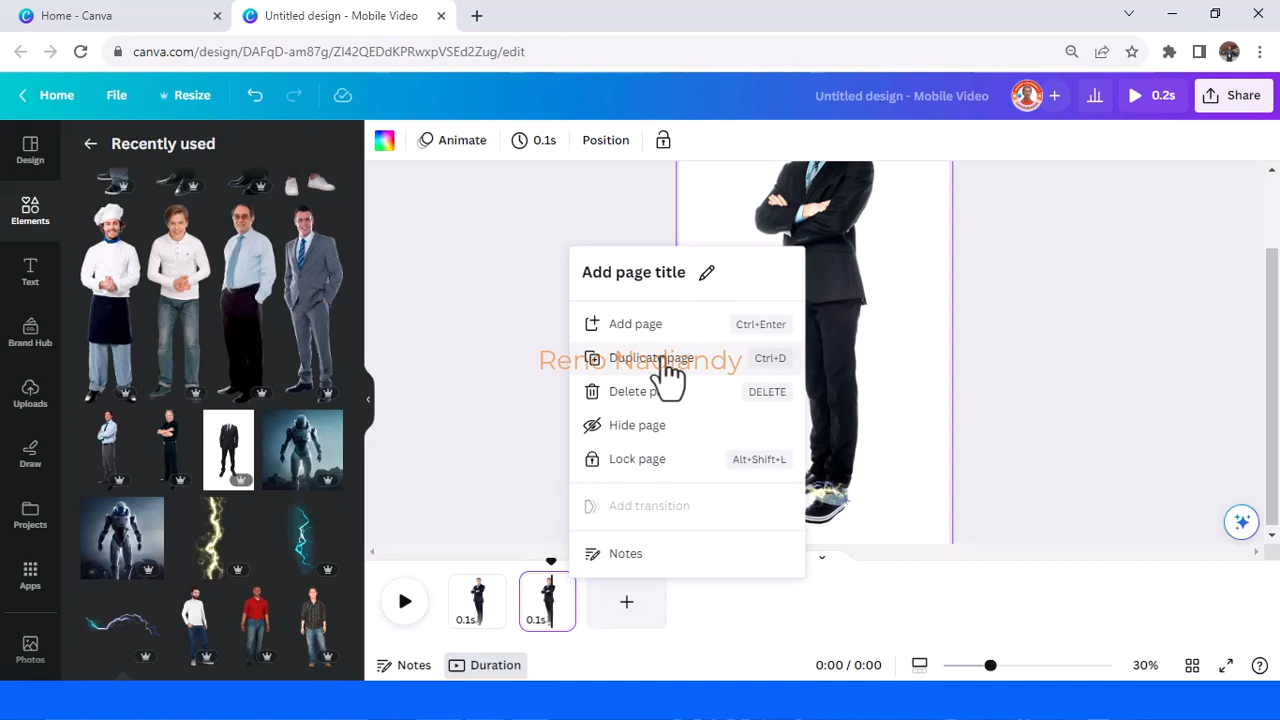 Home - Canva
Untitled design - Mobile Video
canva.com/design/DAFqD-am87g/Zl42QEDdKPRwxpVSEd2Zug/edit
Home
File
Resize
Untitled design - Mobile Video
0.2s
Share
Design
Elements
Text
Brand Hub
Uploads
Draw
Projects
Apps
Photos
Recently used
Animate
0.1s
Position
Add page title
Add page Ctrl+Enter
Duplicate page Ctrl+D
Reno Nadiandy
Delete p DELETE
Hide page
Lock page Alt+Shift+L
Add transition
Notes
0.1s
0.1s
Notes
Duration
0:00 / 0:00
30%